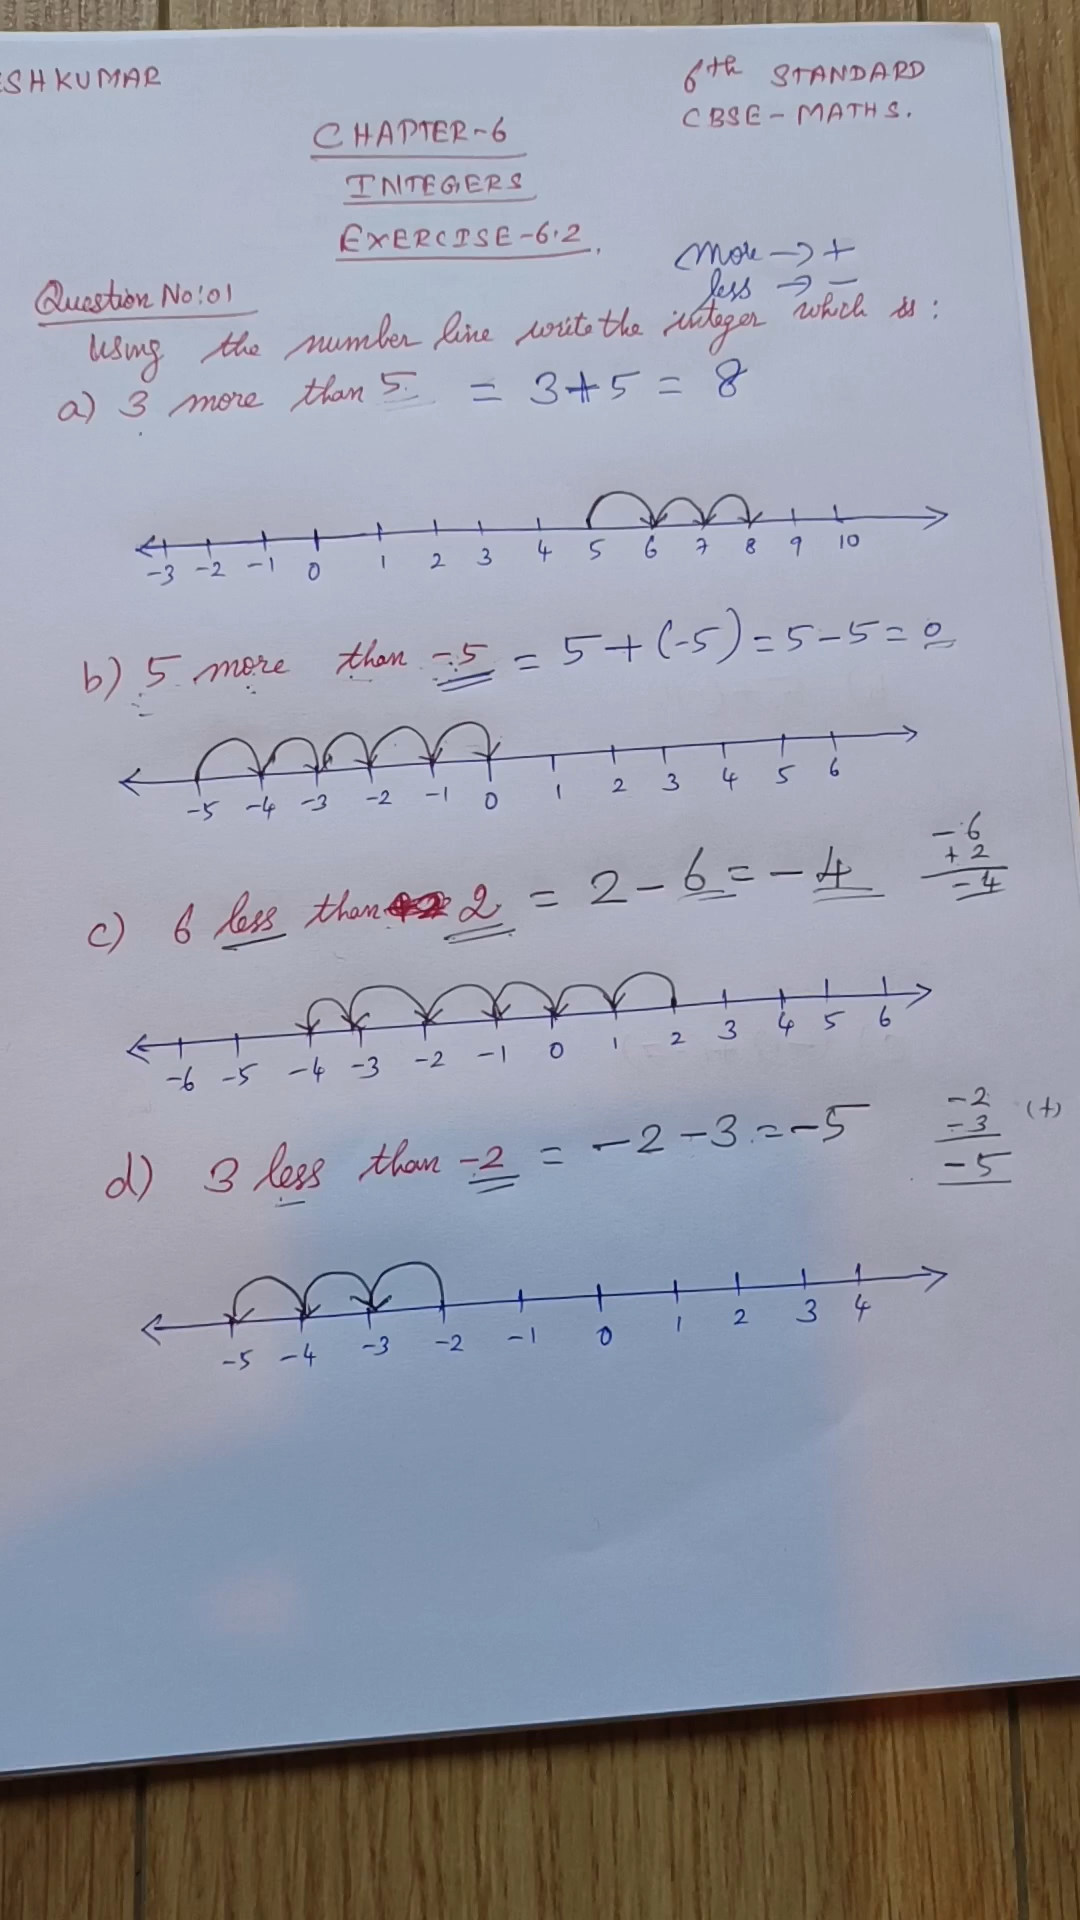 ESHKUMAR
6th STANDARD
CBSE-MATHS.
CHAPTER-6
INTEGERS
EXERCISE-6.2.
more → +
less → -
Question No:01
Using the number line write the integer which is :
a) 3 more than 5 = 3+5 = 8
-3 -2 -1 0 1 2 3 4 5 6 7 8 9 10
b) 5 more than -5 = 5+(-5) = 5-5 = 0
-5 -4 -3 -2 -1 0 1 2 3 4 5 6
c) 6 less than 2 = 2-6 = -4
-6
+2
-4
-6 -5 -4 -3 -2 -1 0 1 2 3 4 5 6
d) 3 less than -2 = -2-3 = -5
-2
-3 (+)
-5
-5 -4 -3 -2 -1 0 1 2 3 4